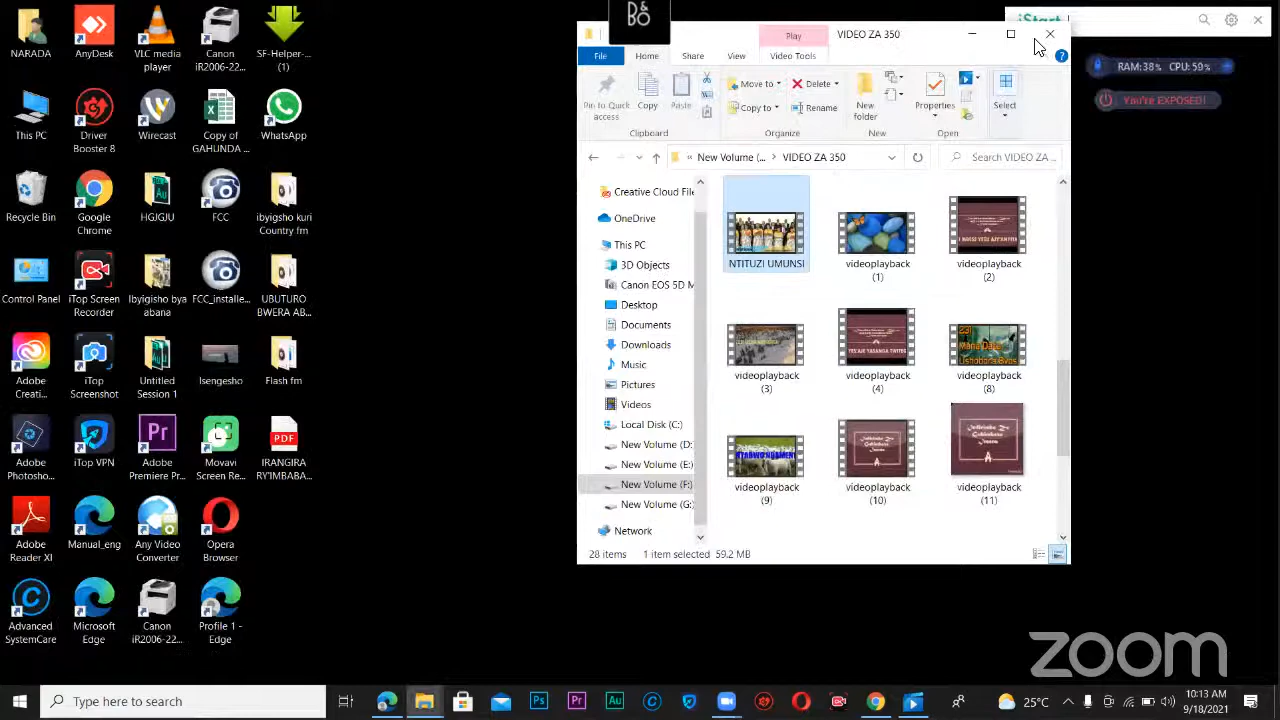 NARADA
AnyDesk
VLC media
player
Canon
iR2006-22...
SF-Helper-...
(1)
This PC
Driver
Booster 8
Wirecast
Copy of
GAHUNDA ...
WhatsApp
Recycle Bin
Google
Chrome
HGJGJU
FCC
ibyigsho kuri
Country fm
Control Panel
iTop Screen
Recorder
Ibyigisho bya
abana
FCC_installe...
UBUTURO
BWERA AB...
Adobe
Creati...
iTop
Screenshot
Untitled
Session 1
Isengesho
Flash fm
Adobe
Photosho...
iTop VPN
Adobe
Premiere Pr...
Movavi
Screen Re...
PDF
IRANGIRA
RY'IMBABA...
Adobe
Reader XI
Manual_eng
Any Video
Converter
Opera
Browser
Advanced
SystemCare
Microsoft
Edge
Canon
iR2006-22...
Profile 1 -
Edge
iStart
RAM:38% CPU:59%
You're EXPOSED!
Play
VIDEO ZA 350
File
Home
Share
View
Video Tools
Pin to Quick
access
Copy
Paste
Move to
Copy to
Delete
Rename
New
folder
Properties
Select
Clipboard
Organize
New
Open
« New Volume (... > VIDEO ZA 350
Search VIDEO ZA ...
Creative Cloud File
OneDrive
This PC
3D Objects
Canon EOS 5D M
Desktop
Documents
Downloads
Music
Pictures
Videos
Local Disk (C:)
New Volume (D:
New Volume (E:)
New Volume (F:)
New Volume (G:)
Network
NTITUZI UMUNSI
videoplayback
(1)
videoplayback
(2)
videoplayback
(3)
videoplayback
(4)
videoplayback
(8)
videoplayback
(9)
videoplayback
(10)
videoplayback
(11)
28 items 1 item selected 59.2 MB
zoom
Type here to search
25°C
10:13 AM
9/18/2021